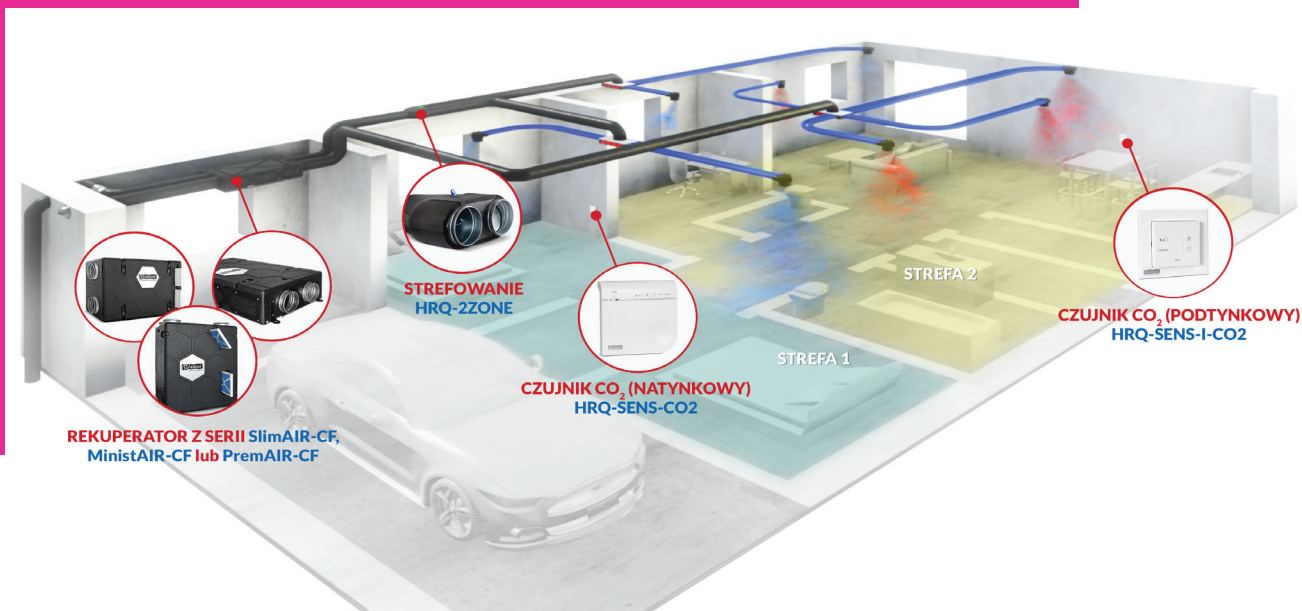 STREFOWANIE
HRQ-2ZONE
STREFA 2
CZUJNIK CO₂ (PODTYNKOWY)
HRQ-SENS-I-CO2
STREFA 1
CZUJNIK CO₂ (NATYNKOWY)
HRQ-SENS-CO2
REKUPERATOR Z SERII SlimAIR-CF,
MinistAIR-CF lub PremAIR-CF